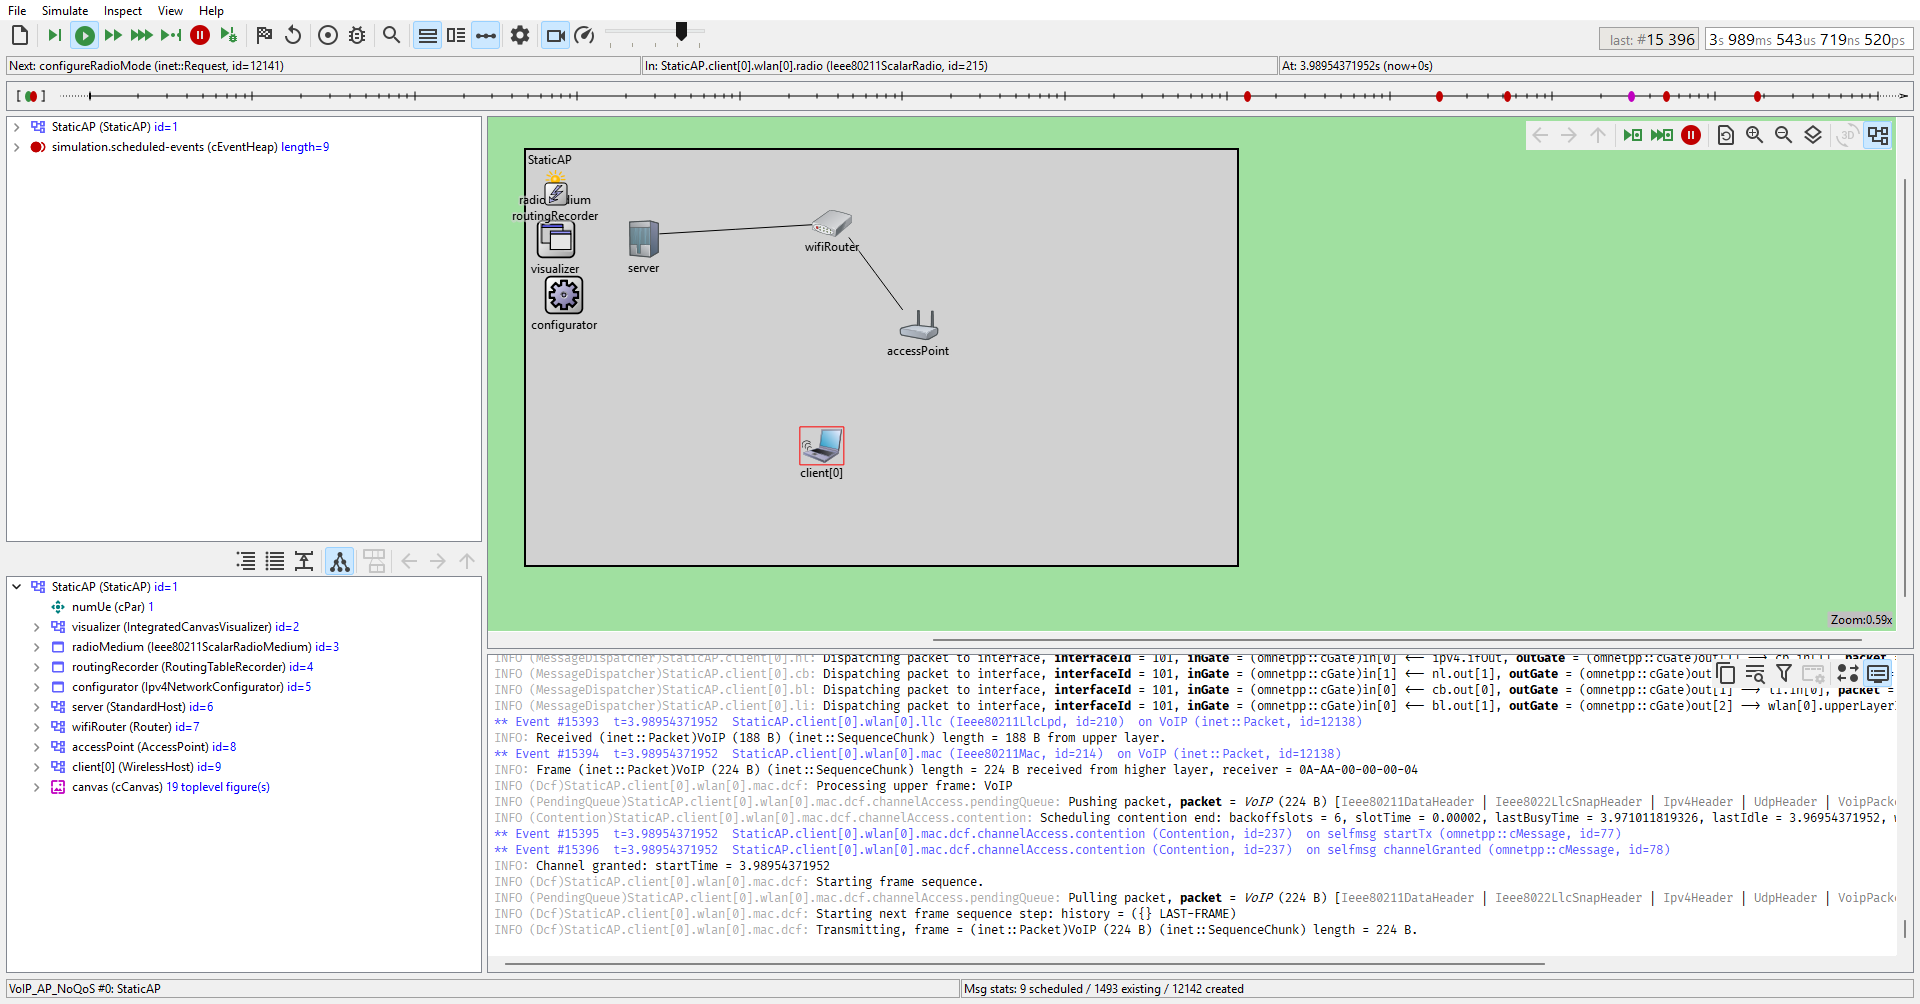 File Simulate Inspect View Help
last: #15 396 3s 989ms 543us 719ns 520ps
Next: configureRadioMode (inet::Request, id=12141) In: StaticAP.client[0].wlan[0].radio (Ieee80211ScalarRadio, id=215) At: 3.98954371952s (now+0s)
StaticAP (StaticAP) id=1
simulation.scheduled-events (cEventHeap) length=9
3D
StaticAP
radioMedium
routingRecorder
visualizer
configurator
server
wifiRouter
accessPoint
client[0]
Zoom:0.59x
StaticAP (StaticAP) id=1
numUe (cPar) 1
visualizer (IntegratedCanvasVisualizer) id=2
radioMedium (Ieee80211ScalarRadioMedium) id=3
routingRecorder (RoutingTableRecorder) id=4
configurator (Ipv4NetworkConfigurator) id=5
server (StandardHost) id=6
wifiRouter (Router) id=7
accessPoint (AccessPoint) id=8
client[0] (WirelessHost) id=9
canvas (cCanvas) 19 toplevel figure(s)
INFO (MessageDispatcher)StaticAP.client[0].nl: Dispatching packet to interface, interfaceId = 101, inGate = (omnetpp::cGate)in[0] <-- ipv4.ifOut, outGate = (omnetpp::cGate)out[1] --> cb.in[1], packet =
INFO (MessageDispatcher)StaticAP.client[0].cb: Dispatching packet to interface, interfaceId = 101, inGate = (omnetpp::cGate)in[1] <-- nl.out[1], outGate = (omnetpp::cGate)out
INFO (MessageDispatcher)StaticAP.client[0].bl: Dispatching packet to interface, interfaceId = 101, inGate = (omnetpp::cGate)in[0] <-- cb.out[0], outGate = (omnetpp::cGate)out[1] --> li.in[0], packet =
INFO (MessageDispatcher)StaticAP.client[0].li: Dispatching packet to interface, interfaceId = 101, inGate = (omnetpp::cGate)in[0] <-- bl.out[1], outGate = (omnetpp::cGate)out[2] --> wlan[0].upperLayerI
** Event #15393 t=3.98954371952 StaticAP.client[0].wlan[0].llc (Ieee80211LlcLpd, id=210) on VoIP (inet::Packet, id=12138)
INFO: Received (inet::Packet)VoIP (188 B) (inet::SequenceChunk) length = 188 B from upper layer.
** Event #15394 t=3.98954371952 StaticAP.client[0].wlan[0].mac (Ieee80211Mac, id=214) on VoIP (inet::Packet, id=12138)
INFO: Frame (inet::Packet)VoIP (224 B) (inet::SequenceChunk) length = 224 B received from higher layer, receiver = 0A-AA-00-00-00-04
INFO (Dcf)StaticAP.client[0].wlan[0].mac.dcf: Processing upper frame: VoIP
INFO (PendingQueue)StaticAP.client[0].wlan[0].mac.dcf.channelAccess.pendingQueue: Pushing packet, packet = VoIP (224 B) [Ieee80211DataHeader | Ieee8022LlcSnapHeader | Ipv4Header | UdpHeader | VoipPacke
INFO (Contention)StaticAP.client[0].wlan[0].mac.dcf.channelAccess.contention: Scheduling contention end: backoffslots = 6, slotTime = 0.00002, lastBusyTime = 3.971011819326, lastIdle = 3.96954371952, w
** Event #15395 t=3.98954371952 StaticAP.client[0].wlan[0].mac.dcf.channelAccess.contention (Contention, id=237) on selfmsg startTx (omnetpp::cMessage, id=77)
** Event #15396 t=3.98954371952 StaticAP.client[0].wlan[0].mac.dcf.channelAccess.contention (Contention, id=237) on selfmsg channelGranted (omnetpp::cMessage, id=78)
INFO: Channel granted: startTime = 3.98954371952
INFO (Dcf)StaticAP.client[0].wlan[0].mac.dcf: Starting frame sequence.
INFO (PendingQueue)StaticAP.client[0].wlan[0].mac.dcf.channelAccess.pendingQueue: Pulling packet, packet = VoIP (224 B) [Ieee80211DataHeader | Ieee8022LlcSnapHeader | Ipv4Header | UdpHeader | VoipPacke
INFO (Dcf)StaticAP.client[0].wlan[0].mac.dcf: Starting next frame sequence step: history = ({} LAST-FRAME)
INFO (Dcf)StaticAP.client[0].wlan[0].mac.dcf: Transmitting, frame = (inet::Packet)VoIP (224 B) (inet::SequenceChunk) length = 224 B.
VoIP_AP_NoQoS #0: StaticAP Msg stats: 9 scheduled / 1493 existing / 12142 created